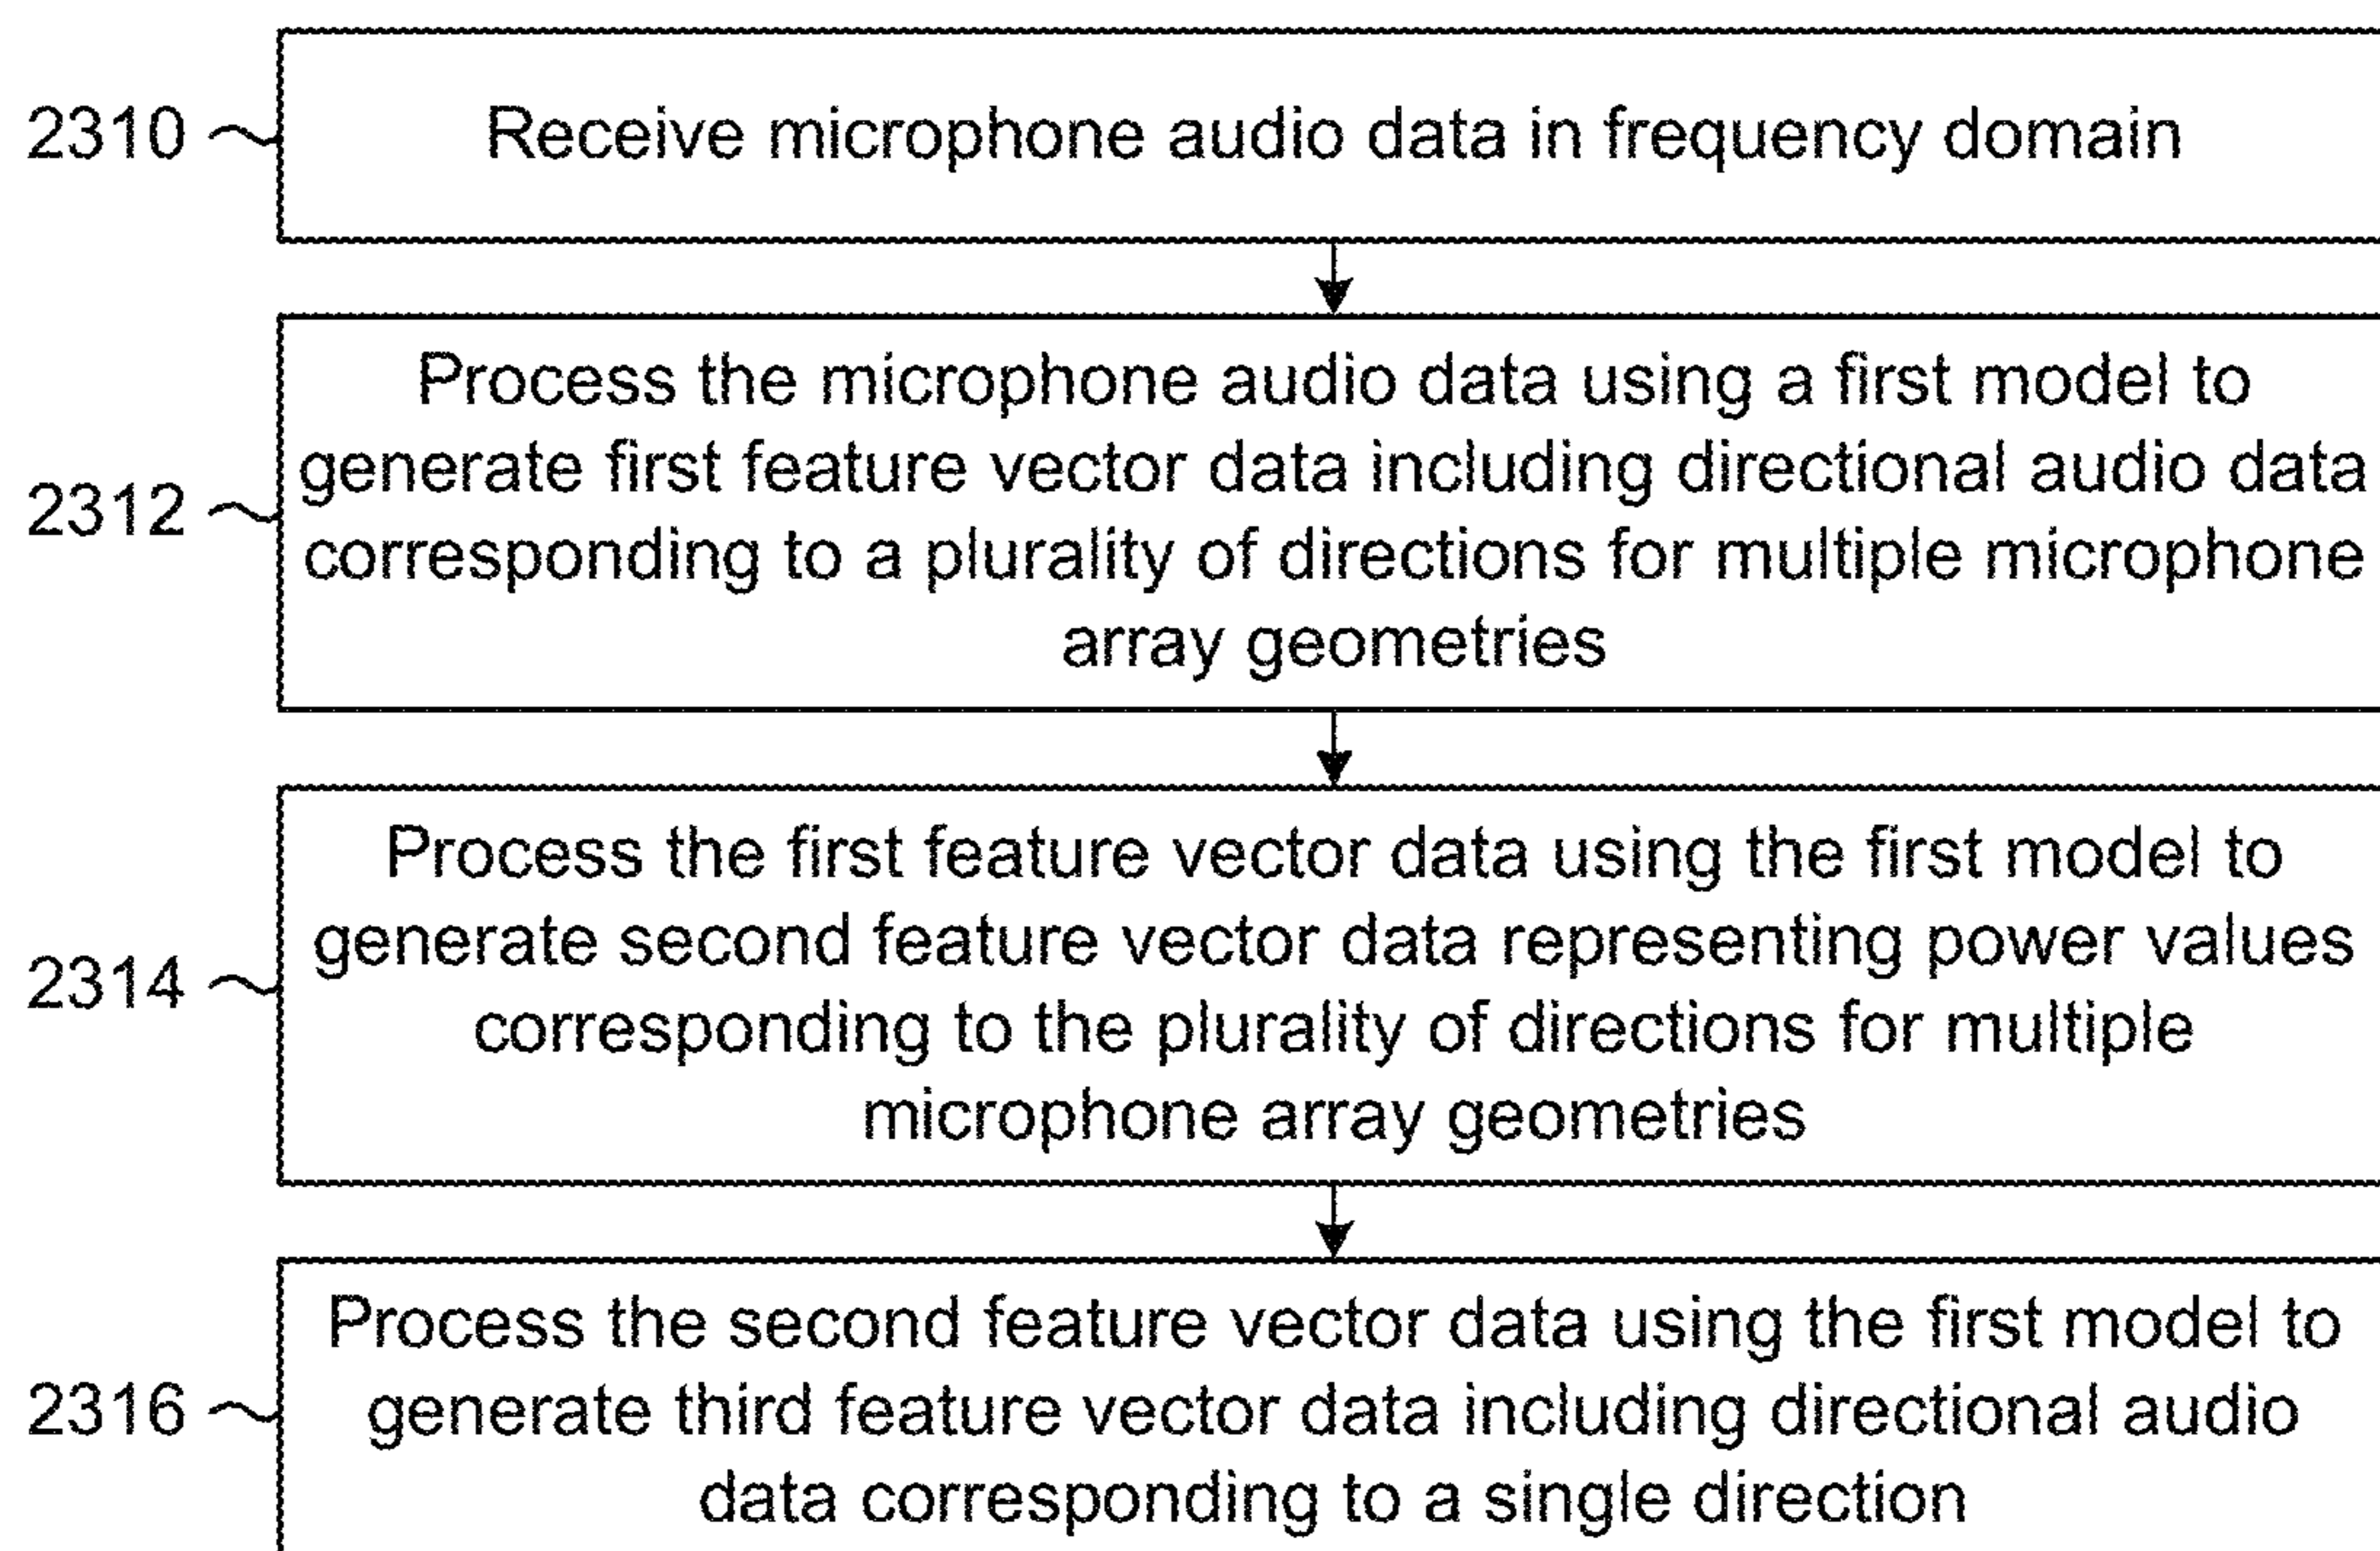 2310
Receive microphone audio data in frequency domain
Process the microphone audio data using a first model to
generate first feature vector data including directional audio data
2312
corresponding to a plurality of directions for multiple microphone
array geometries
Process the first feature vector data using the first model to
generate second feature vector data representing power values
2314
corresponding to the plurality of directions for multiple
microphone array geometries
Process the second feature vector data using the first model to
2316
generate third feature vector data including directional audio
data corresponding to a single direction